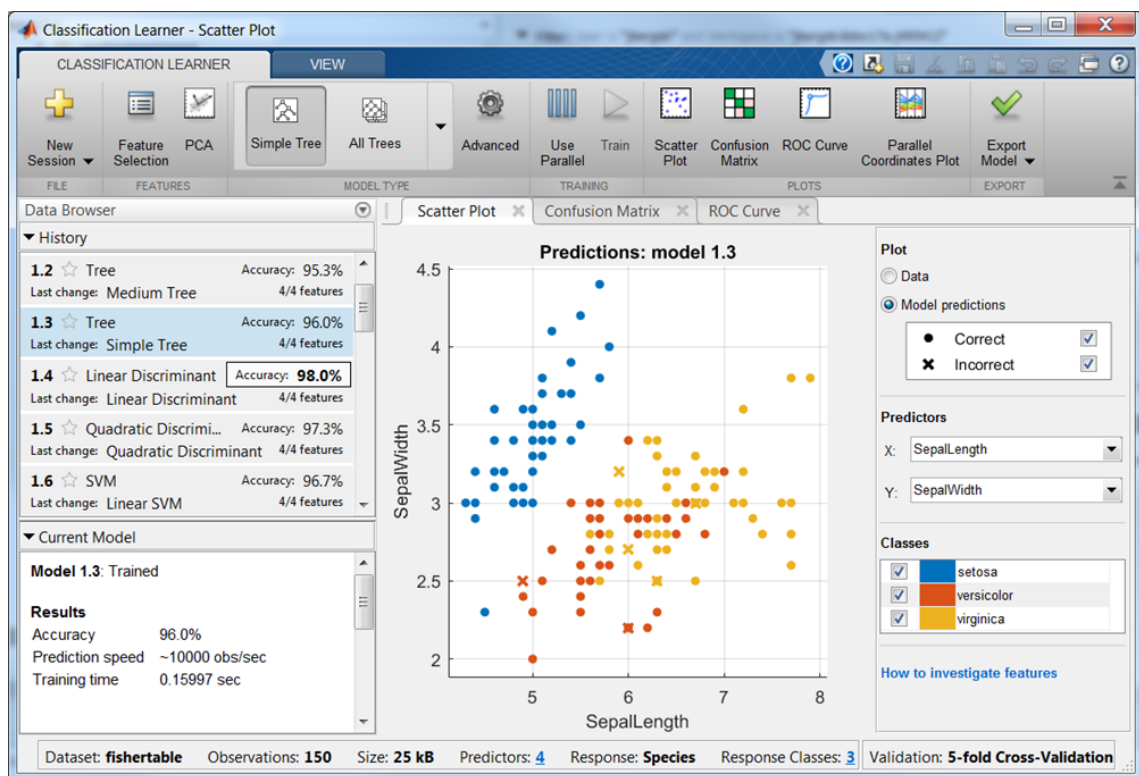 Classification Learner - Scatter Plot
CLASSIFICATION LEARNER
VIEW
New Session
Feature Selection
PCA
Simple Tree
All Trees
Advanced
Use Parallel
Train
Scatter Plot
Confusion Matrix
ROC Curve
Parallel Coordinates Plot
Export Model
FILE
FEATURES
MODEL TYPE
TRAINING
PLOTS
EXPORT
Data Browser
History
1.2 Tree Accuracy: 95.3%
Last change: Medium Tree 4/4 features
1.3 Tree Accuracy: 96.0%
Last change: Simple Tree 4/4 features
1.4 Linear Discriminant Accuracy: 98.0%
Last change: Linear Discriminant 4/4 features
1.5 Quadratic Discrimi... Accuracy: 97.3%
Last change: Quadratic Discriminant 4/4 features
1.6 SVM Accuracy: 96.7%
Last change: Linear SVM 4/4 features
Current Model
Model 1.3: Trained
Results
Accuracy 96.0%
Prediction speed ~10000 obs/sec
Training time 0.15997 sec
Scatter Plot
Confusion Matrix
ROC Curve
Predictions: model 1.3
4.5
4
3.5
3
2.5
2
SepalWidth
5 6 7 8
SepalLength
Plot
Data
Model predictions
Correct
Incorrect
Predictors
X: SepalLength
Y: SepalWidth
Classes
setosa
versicolor
virginica
How to investigate features
Dataset: fishertable Observations: 150 Size: 25 kB Predictors: 4 Response: Species Response Classes: 3 Validation: 5-fold Cross-Validation